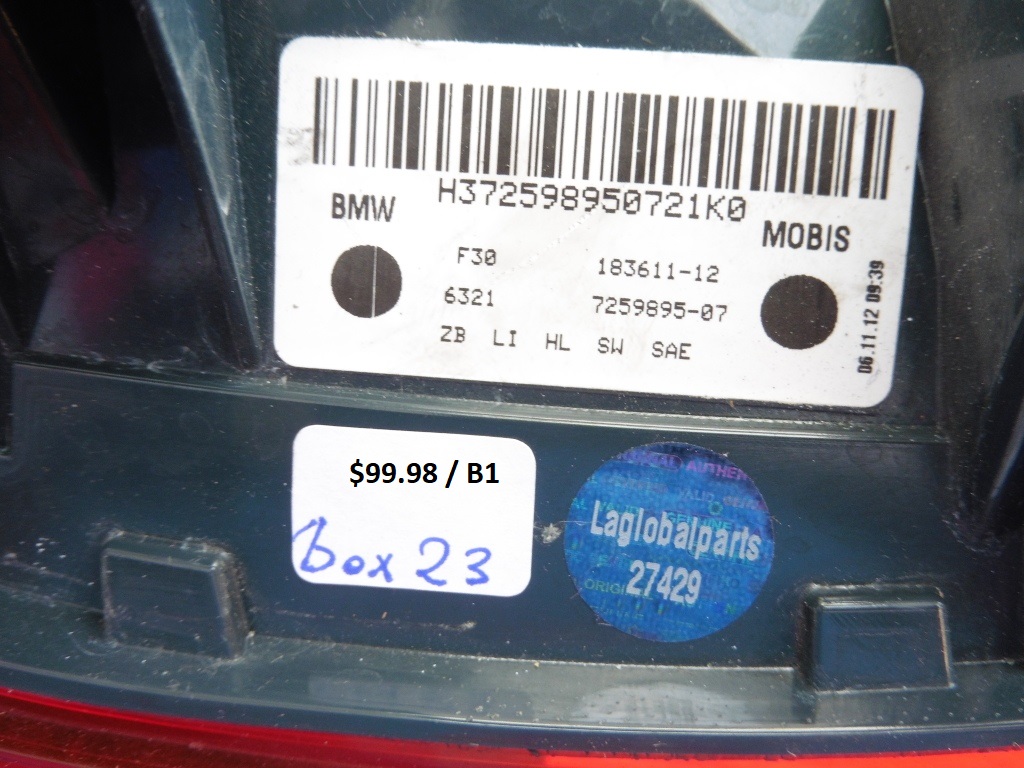 H372598950721K0
BMW
MOBIS
F30 183611-12
6321 7259895-07
ZB LI HL SW SAE
06.11.12 09:39
$99.98 / B1
box 23
Laglobalparts
27429